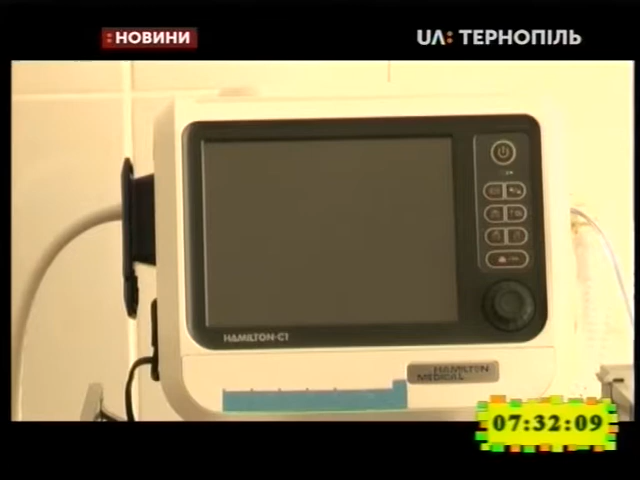 :НОВИНИ
UA: ТЕРНОПІЛЬ
HAMILTON-C1
HAMILTON
MEDICAL
07:32:09